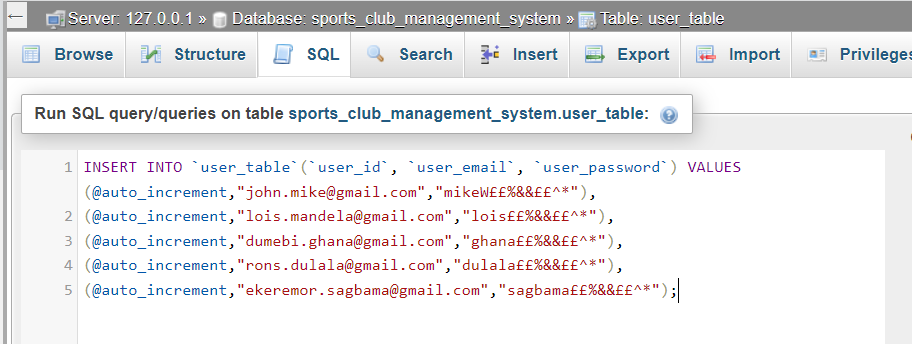 Server: 127.0.0.1 » Database: sports_club_management_system » Table: user_table
Browse Structure SQL Search Insert Export Import Privileges
Run SQL query/queries on table sports_club_management_system.user_table:
1 INSERT INTO `user_table`(`user_id`, `user_email`, `user_password`) VALUES
(@auto_increment,"john.mike@gmail.com","mikeW££%&&££^*"),
2 (@auto_increment,"lois.mandela@gmail.com","lois££%&&££^*"),
3 (@auto_increment,"dumebi.ghana@gmail.com","ghana££%&&££^*"),
4 (@auto_increment,"rons.dulala@gmail.com","dulala££%&&££^*"),
5 (@auto_increment,"ekeremor.sagbama@gmail.com","sagbama££%&&££^*");